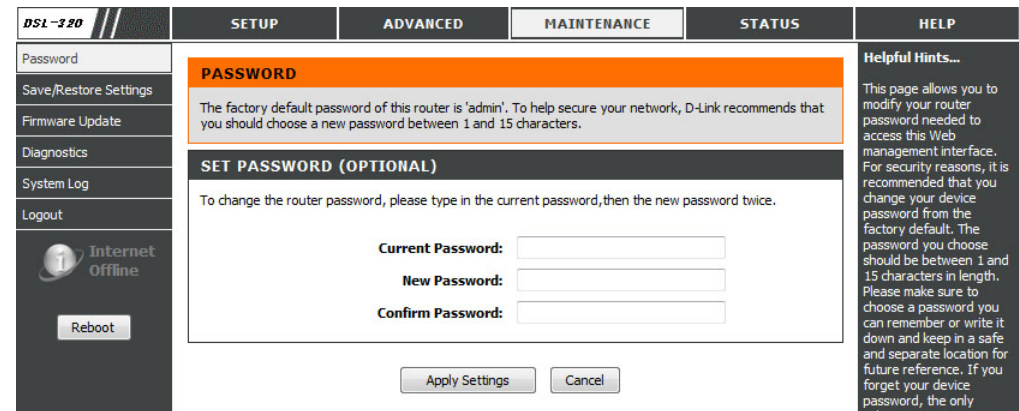 DSL-320
SETUP
ADVANCED
MAINTENANCE
STATUS
HELP
Password
Save/Restore Settings
Firmware Update
Diagnostics
System Log
Logout
Internet
Offline
Reboot
PASSWORD
The factory default password of this router is 'admin'. To help secure your network, D-Link recommends that
you should choose a new password between 1 and 15 characters.
SET PASSWORD (OPTIONAL)
To change the router password, please type in the current password,then the new password twice.
Current Password:
New Password:
Confirm Password:
Apply Settings
Cancel
Helpful Hints...
This page allows you to
modify your router
password needed to
access this Web
management interface.
For security reasons, it is
recommended that you
change your device
password from the
factory default. The
password you choose
should be between 1 and
15 characters in length.
Please make sure to
choose a password you
can remember or write it
down and keep in a safe
and separate location for
future reference. If you
forget your device
password, the only